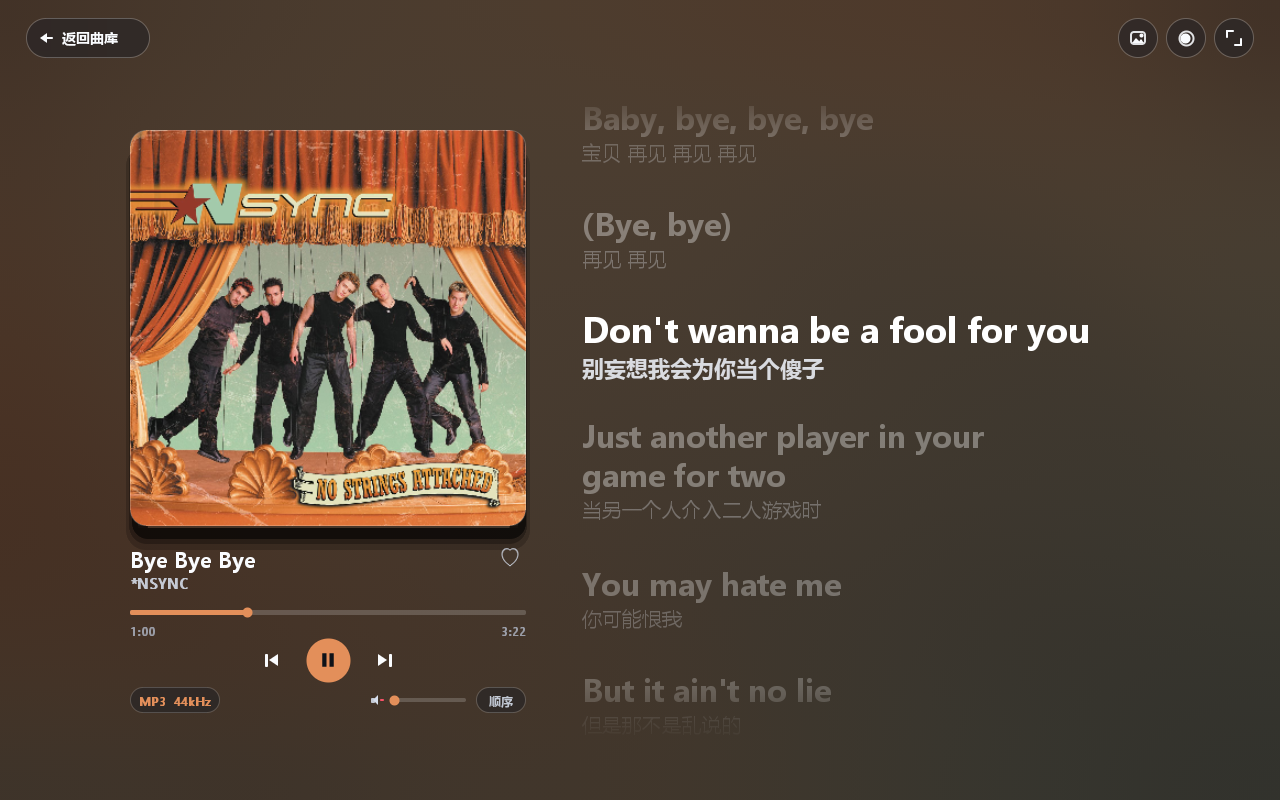 返回曲库
NSYNC
NO STRINGS ATTACHED
Bye Bye Bye
*NSYNC
1:00
3:22
MP3 44kHz
顺序
Baby, bye, bye, bye
宝贝 再见 再见 再见
(Bye, bye)
再见 再见
Don't wanna be a fool for you
别妄想我会为你当个傻子
Just another player in your
game for two
当另一个人介入二人游戏时
You may hate me
你可能恨我
But it ain't no lie
但是那不是乱说的